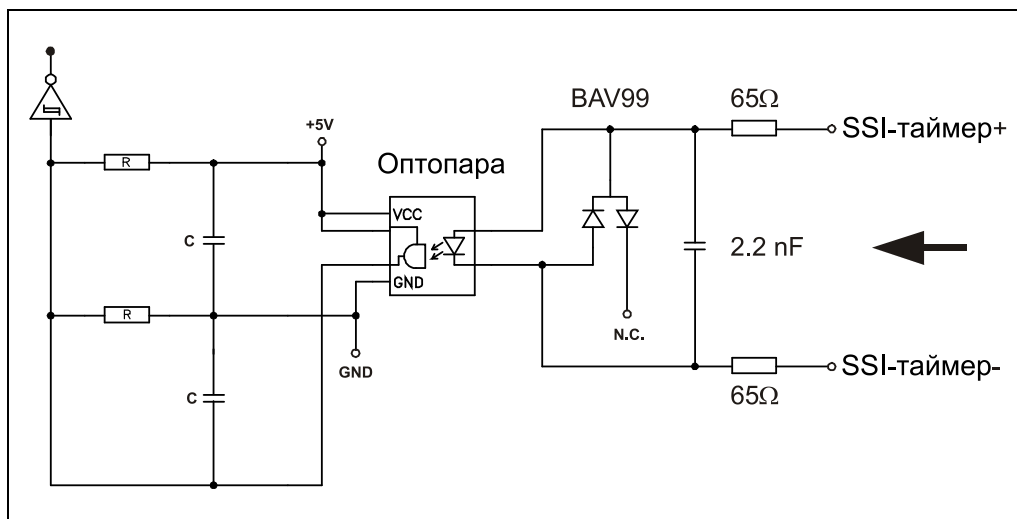 BAV99
65Ω
SSI-таймер+
+5V
Оптопара
R
VCC
C
2.2 nF
GND
R
N.C.
GND
SSI-таймер-
65Ω
C